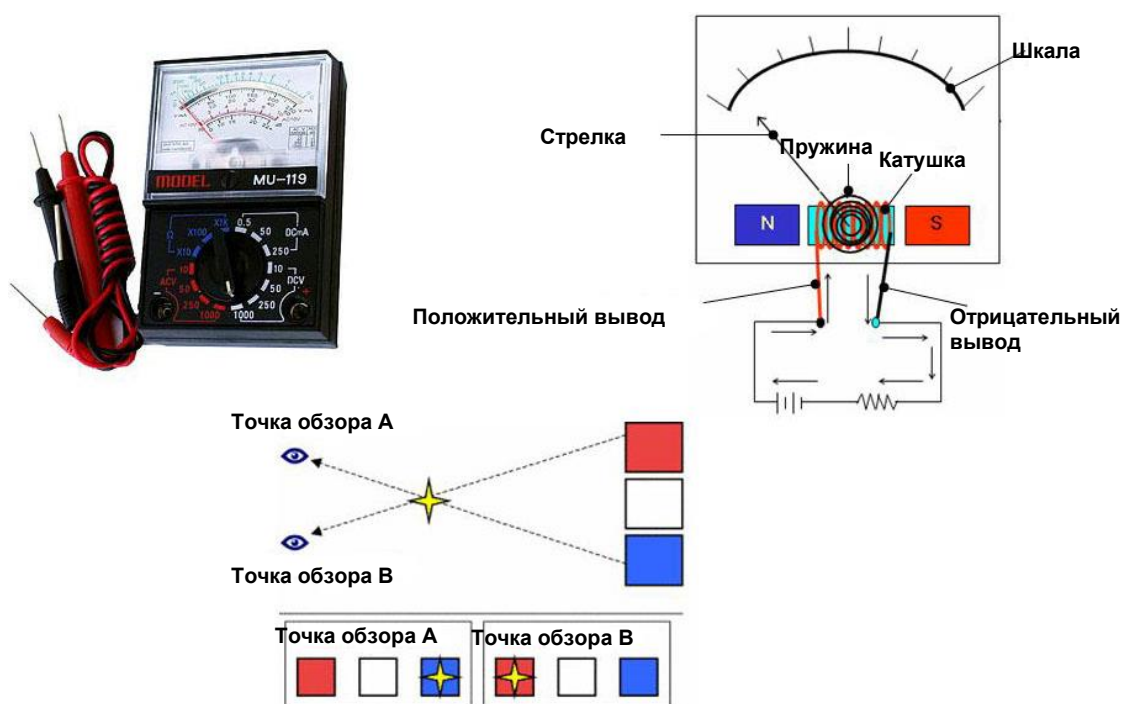 Шкала
Стрелка
Пружина
Катушка
N
S
Положительный вывод
Отрицательный
вывод
MODEL MU-119
Ω
X1K
X100
X10
0.5
50
DCmA
250
10
ACV
50
250
1000
10
DCV
50
250
1000
-
+
Точка обзора А
Точка обзора В
Точка обзора А
Точка обзора В